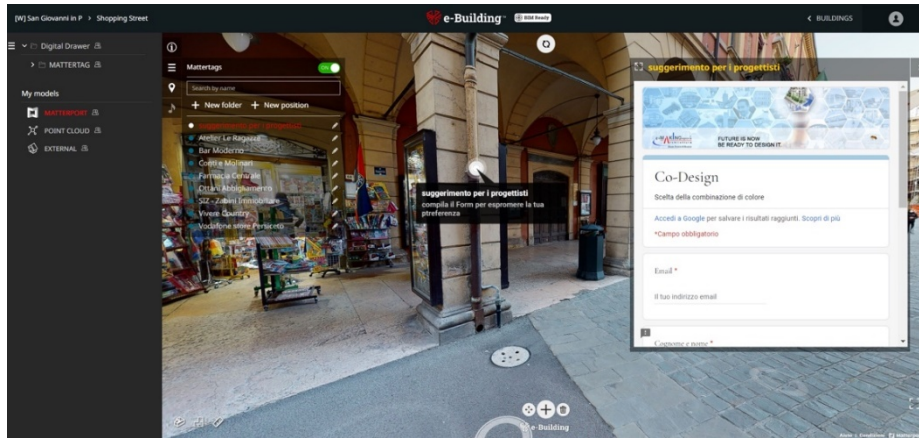 [W] San Giovanni in P > Shopping Street
e-Building
BIM Ready
BUILDINGS
Digital Drawer
MATTERTAG
My models
MATTERPORT
POINT CLOUD
EXTERNAL
Mattertags
ON
Search by name
+ New folder + New position
suggerimento per i progettisti
Atelier Le Ragazze
Bar Moderno
Conti e Molinari
Farmacia Centrale
Ottani Abbigliamento
SIZ - Zabini Immobiliare
Vivere Country
Vodafone store Persiceto
suggerimento per i progettisti
compila il Form per espromere la tua
ptreferenza
suggerimento per i progettisti
FUTURE IS NOW
BE READY TO DESIGN IT.
Co-Design
Scelta della combinazione di colore
Accedi a Google per salvare i risultati raggiunti. Scopri di più
*Campo obbligatorio
Email *
Il tuo indirizzo email
Cognome e nome *
e-Building